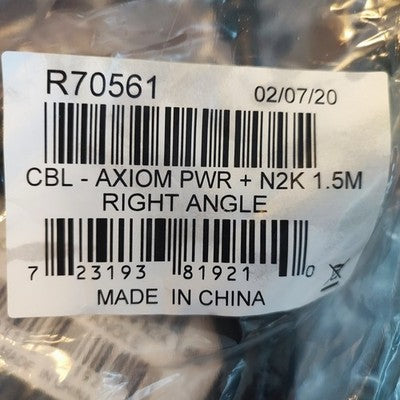 R70561 02/07/20
CBL - AXIOM PWR + N2K 1.5M
RIGHT ANGLE
7 23193 81921 0
MADE IN CHINA